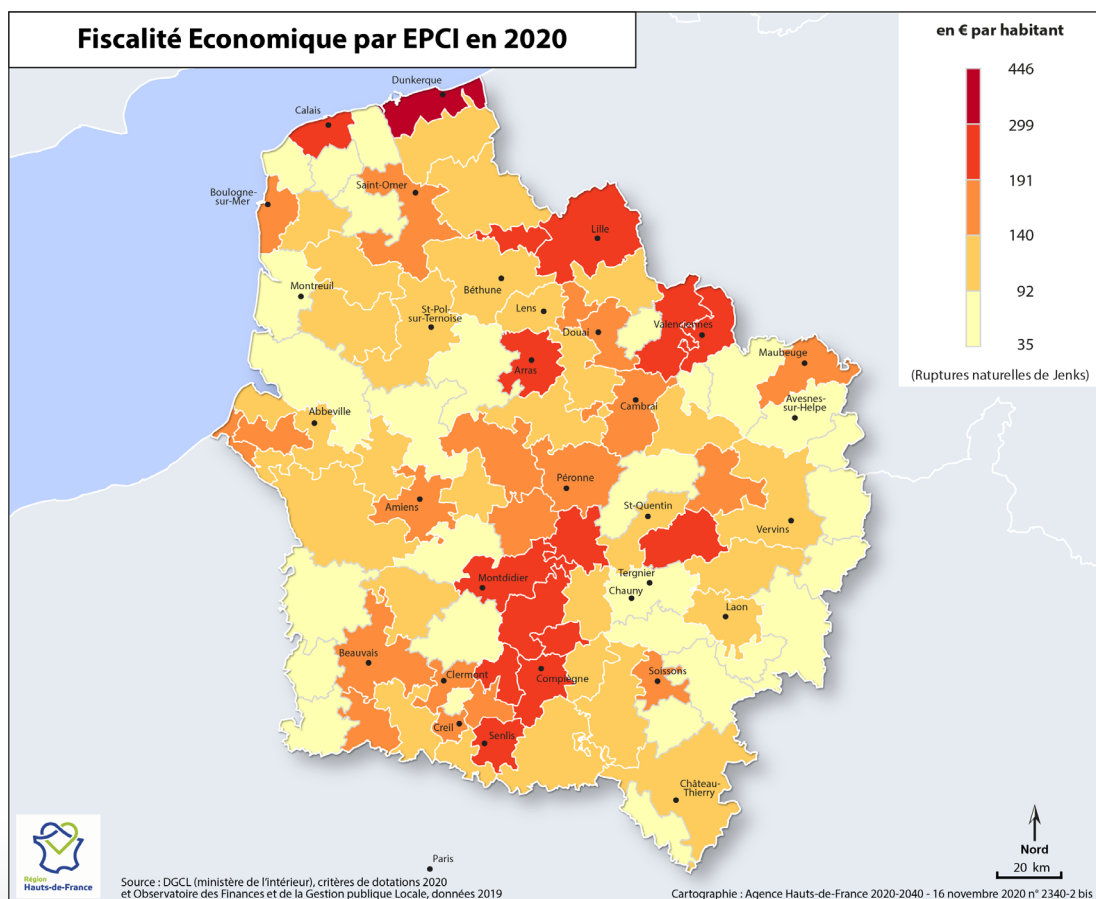 Fiscalité Economique par EPCI en 2020
en € par habitant
446
299
191
140
92
35
(Ruptures naturelles de Jenks)
Dunkerque
Calais
Saint-Omer
Boulogne-
sur-Mer
Lille
Montreuil
Béthune
St-Pol-
sur-Ternoise
Lens
Douai
Valenciennes
Maubeuge
Arras
Avesnes-
sur-Helpe
Cambrai
Abbeville
Péronne
Amiens
St-Quentin
Vervins
Montdidier
Tergnier
Chauny
Laon
Beauvais
Clermont
Compiègne
Soissons
Creil
Senlis
Château-
Thierry
Paris
Nord
20 km
Région
Hauts-de-France
Source : DGCL (ministère de l'intérieur), critères de dotations 2020
et Observatoire des Finances et de la Gestion publique Locale, données 2019
Cartographie : Agence Hauts-de-France 2020-2040 - 16 novembre 2020 n° 2340-2 bis